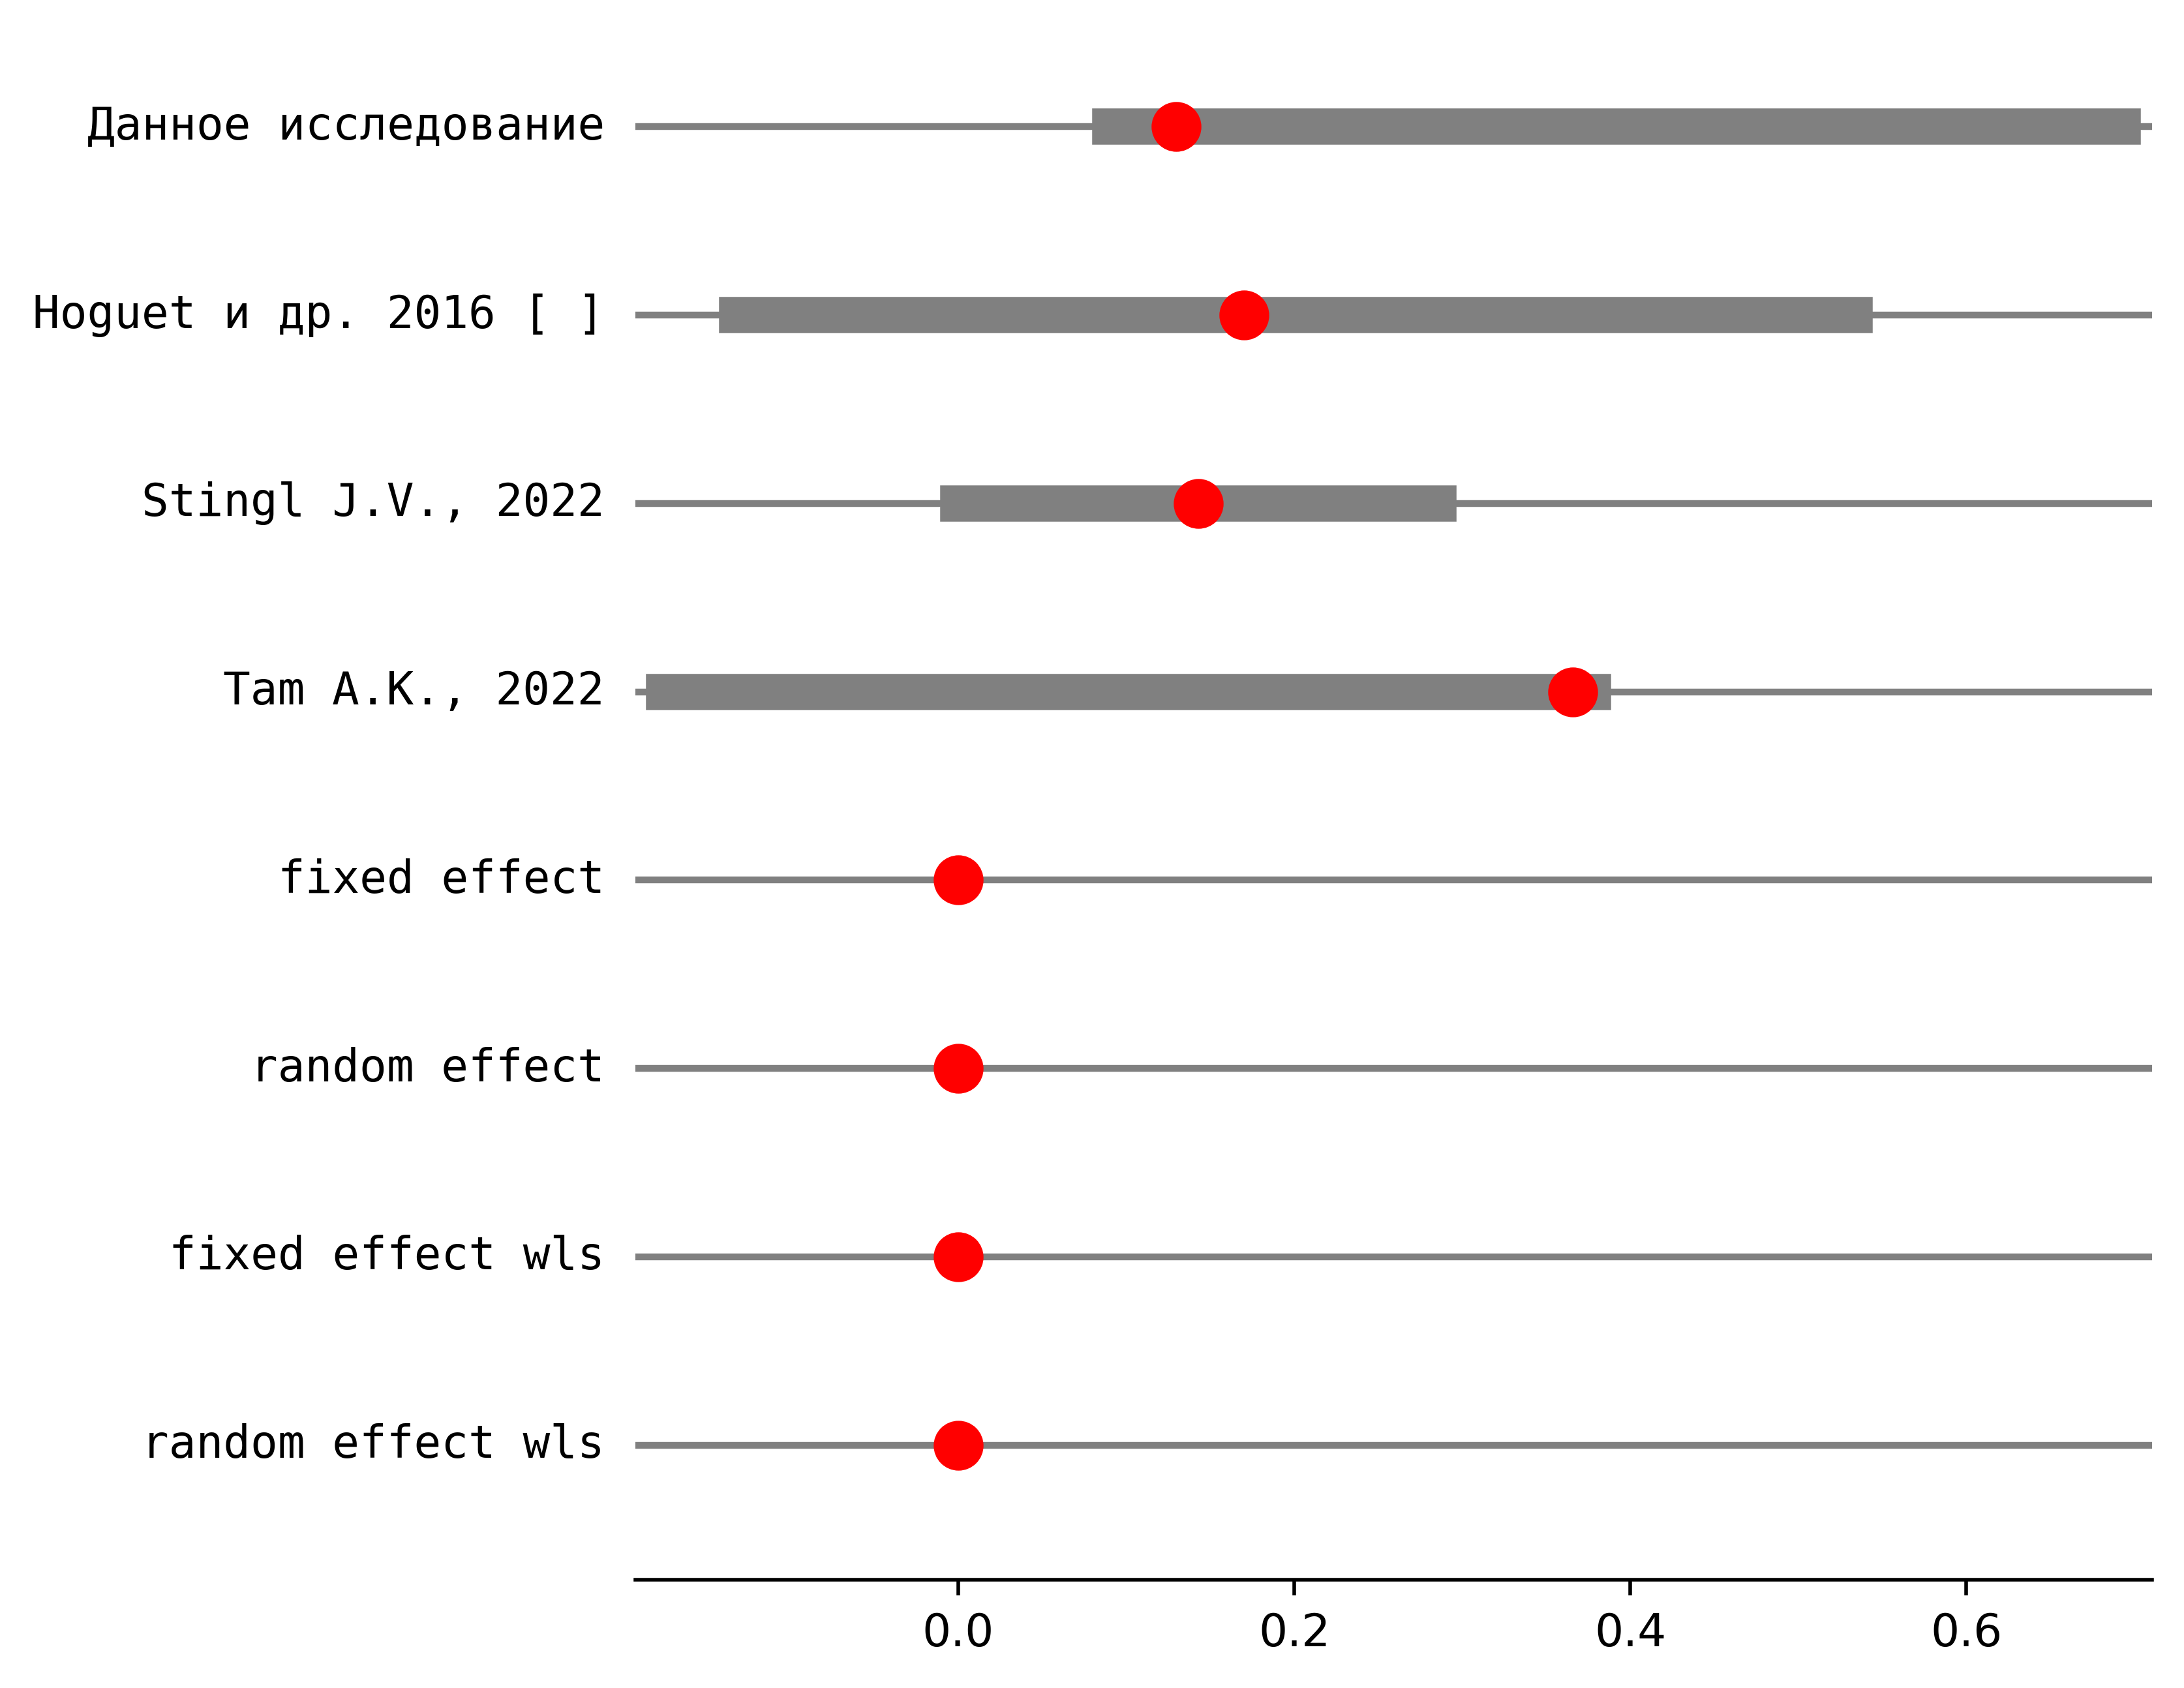 Данное исследование
Hoguet и др. 2016 [ ]
Stingl J.V., 2022
Tam A.K., 2022
fixed effect
random effect
fixed effect wls
random effect wls
0.0 0.2 0.4 0.6